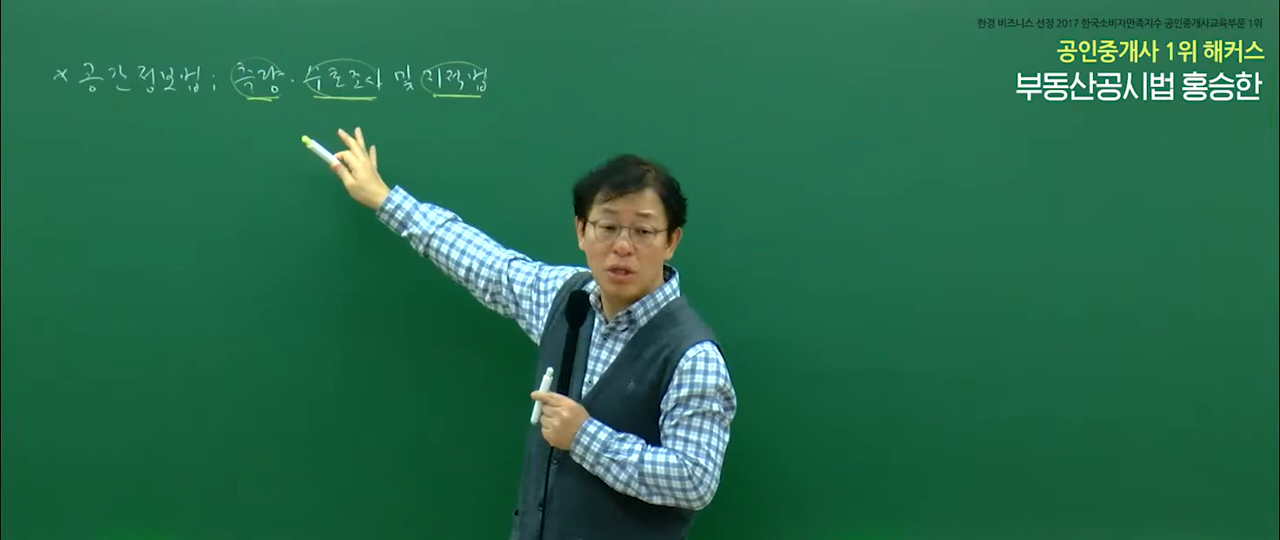 한경 비즈니스 선정 2017 한국소비자만족지수 공인중개사교육부문 1위
공인중개사 1위 해커스
부동산공시법 홍승한
* 공간정보법; 측량·수로조사 및 지적법